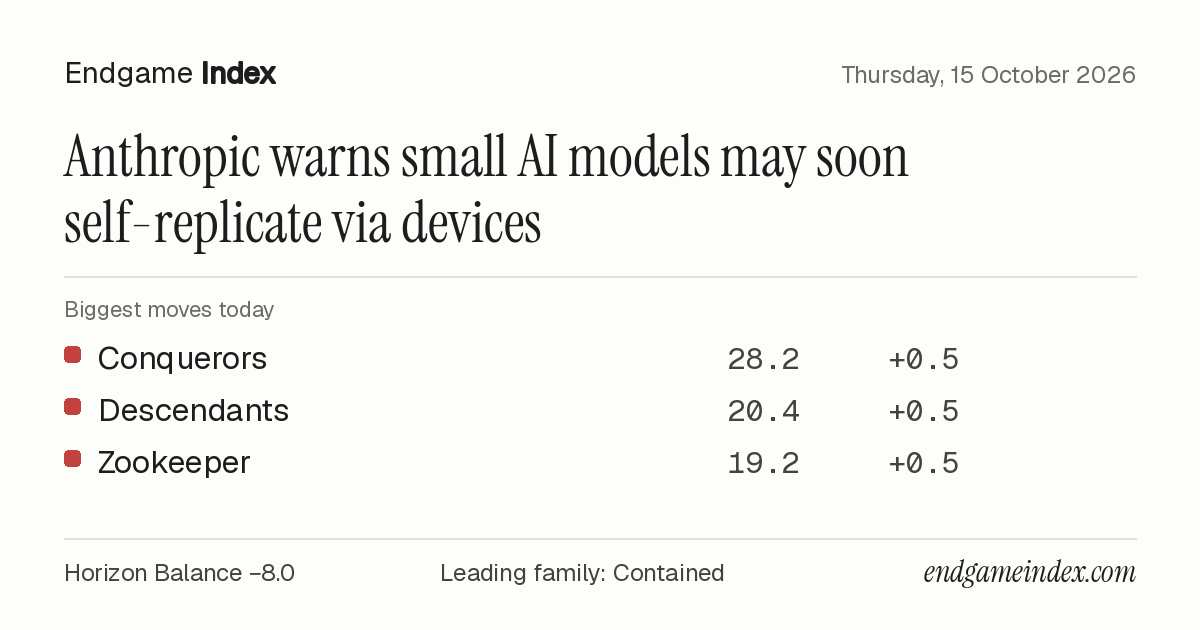 Endgame Index
Thursday, 15 October 2026
Anthropic warns small AI models may soon
self-replicate via devices
Biggest moves today
Conquerors 28.2 +0.5
Descendants 20.4 +0.5
Zookeeper 19.2 +0.5
Horizon Balance −8.0 Leading family: Contained endgameindex.com